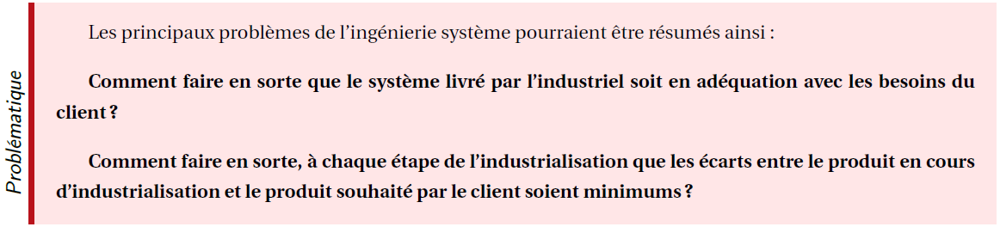 Problématique
Les principaux problèmes de l’ingénierie système pourraient être résumés ainsi :
Comment faire en sorte que le système livré par l’industriel soit en adéquation avec les besoins du
client ?
Comment faire en sorte, à chaque étape de l’industrialisation que les écarts entre le produit en cours
d’industrialisation et le produit souhaité par le client soient minimums ?